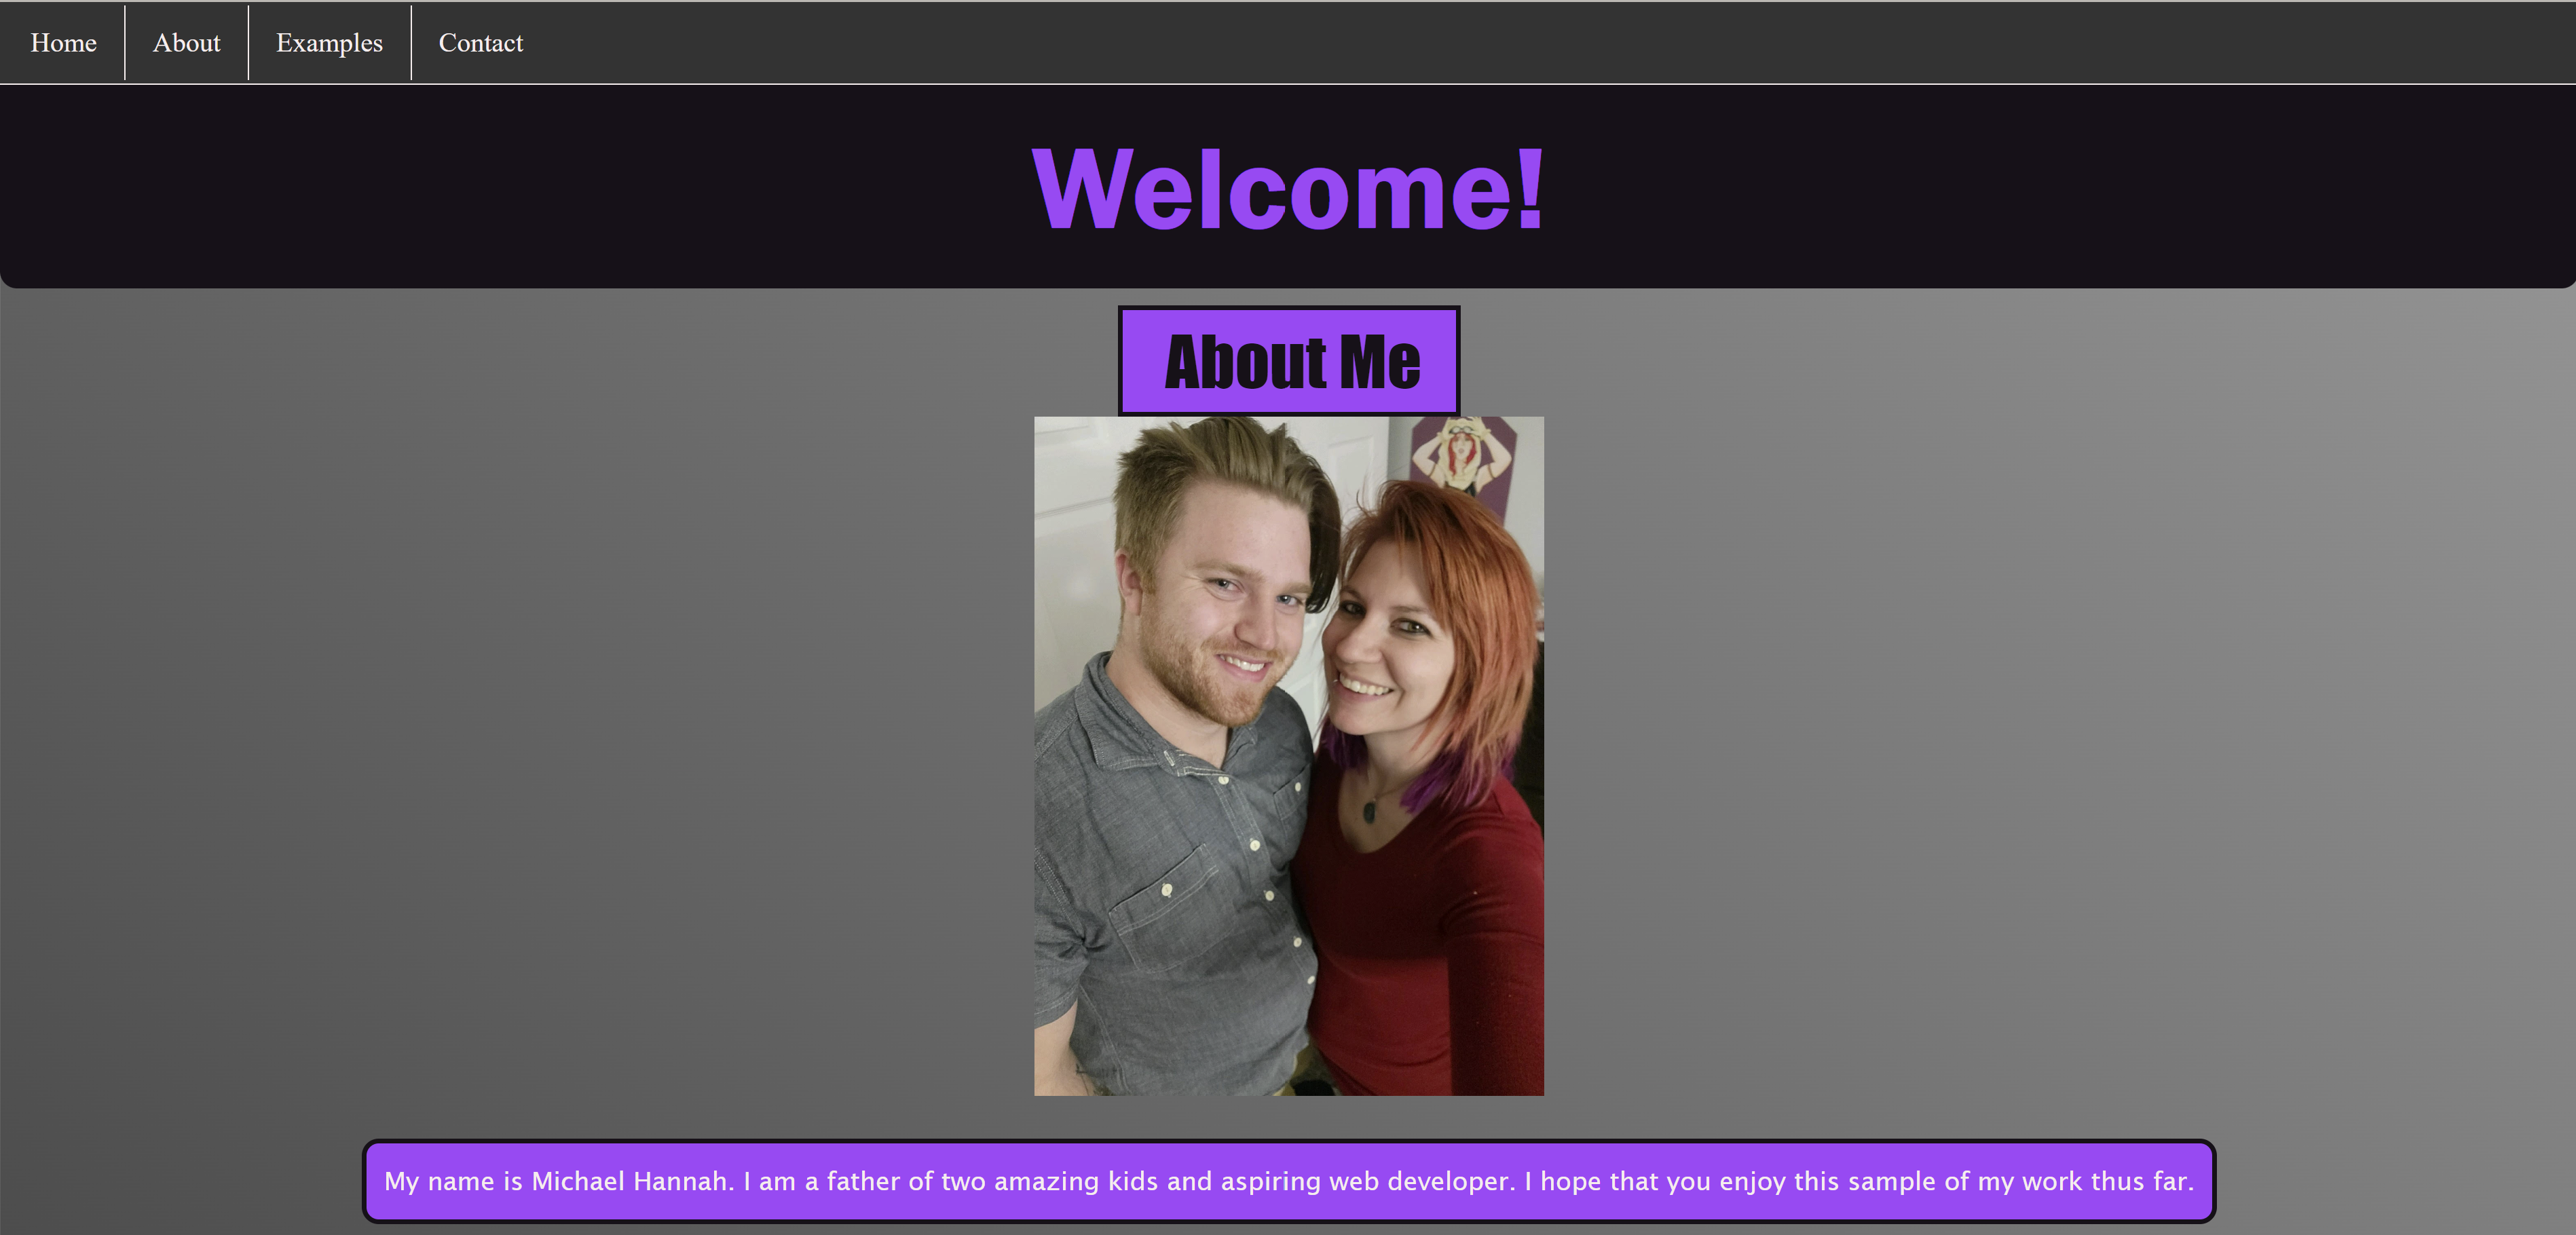 Home
About
Examples
Contact
Welcome!
About Me
My name is Michael Hannah. I am a father of two amazing kids and aspiring web developer. I hope that you enjoy this sample of my work thus far.